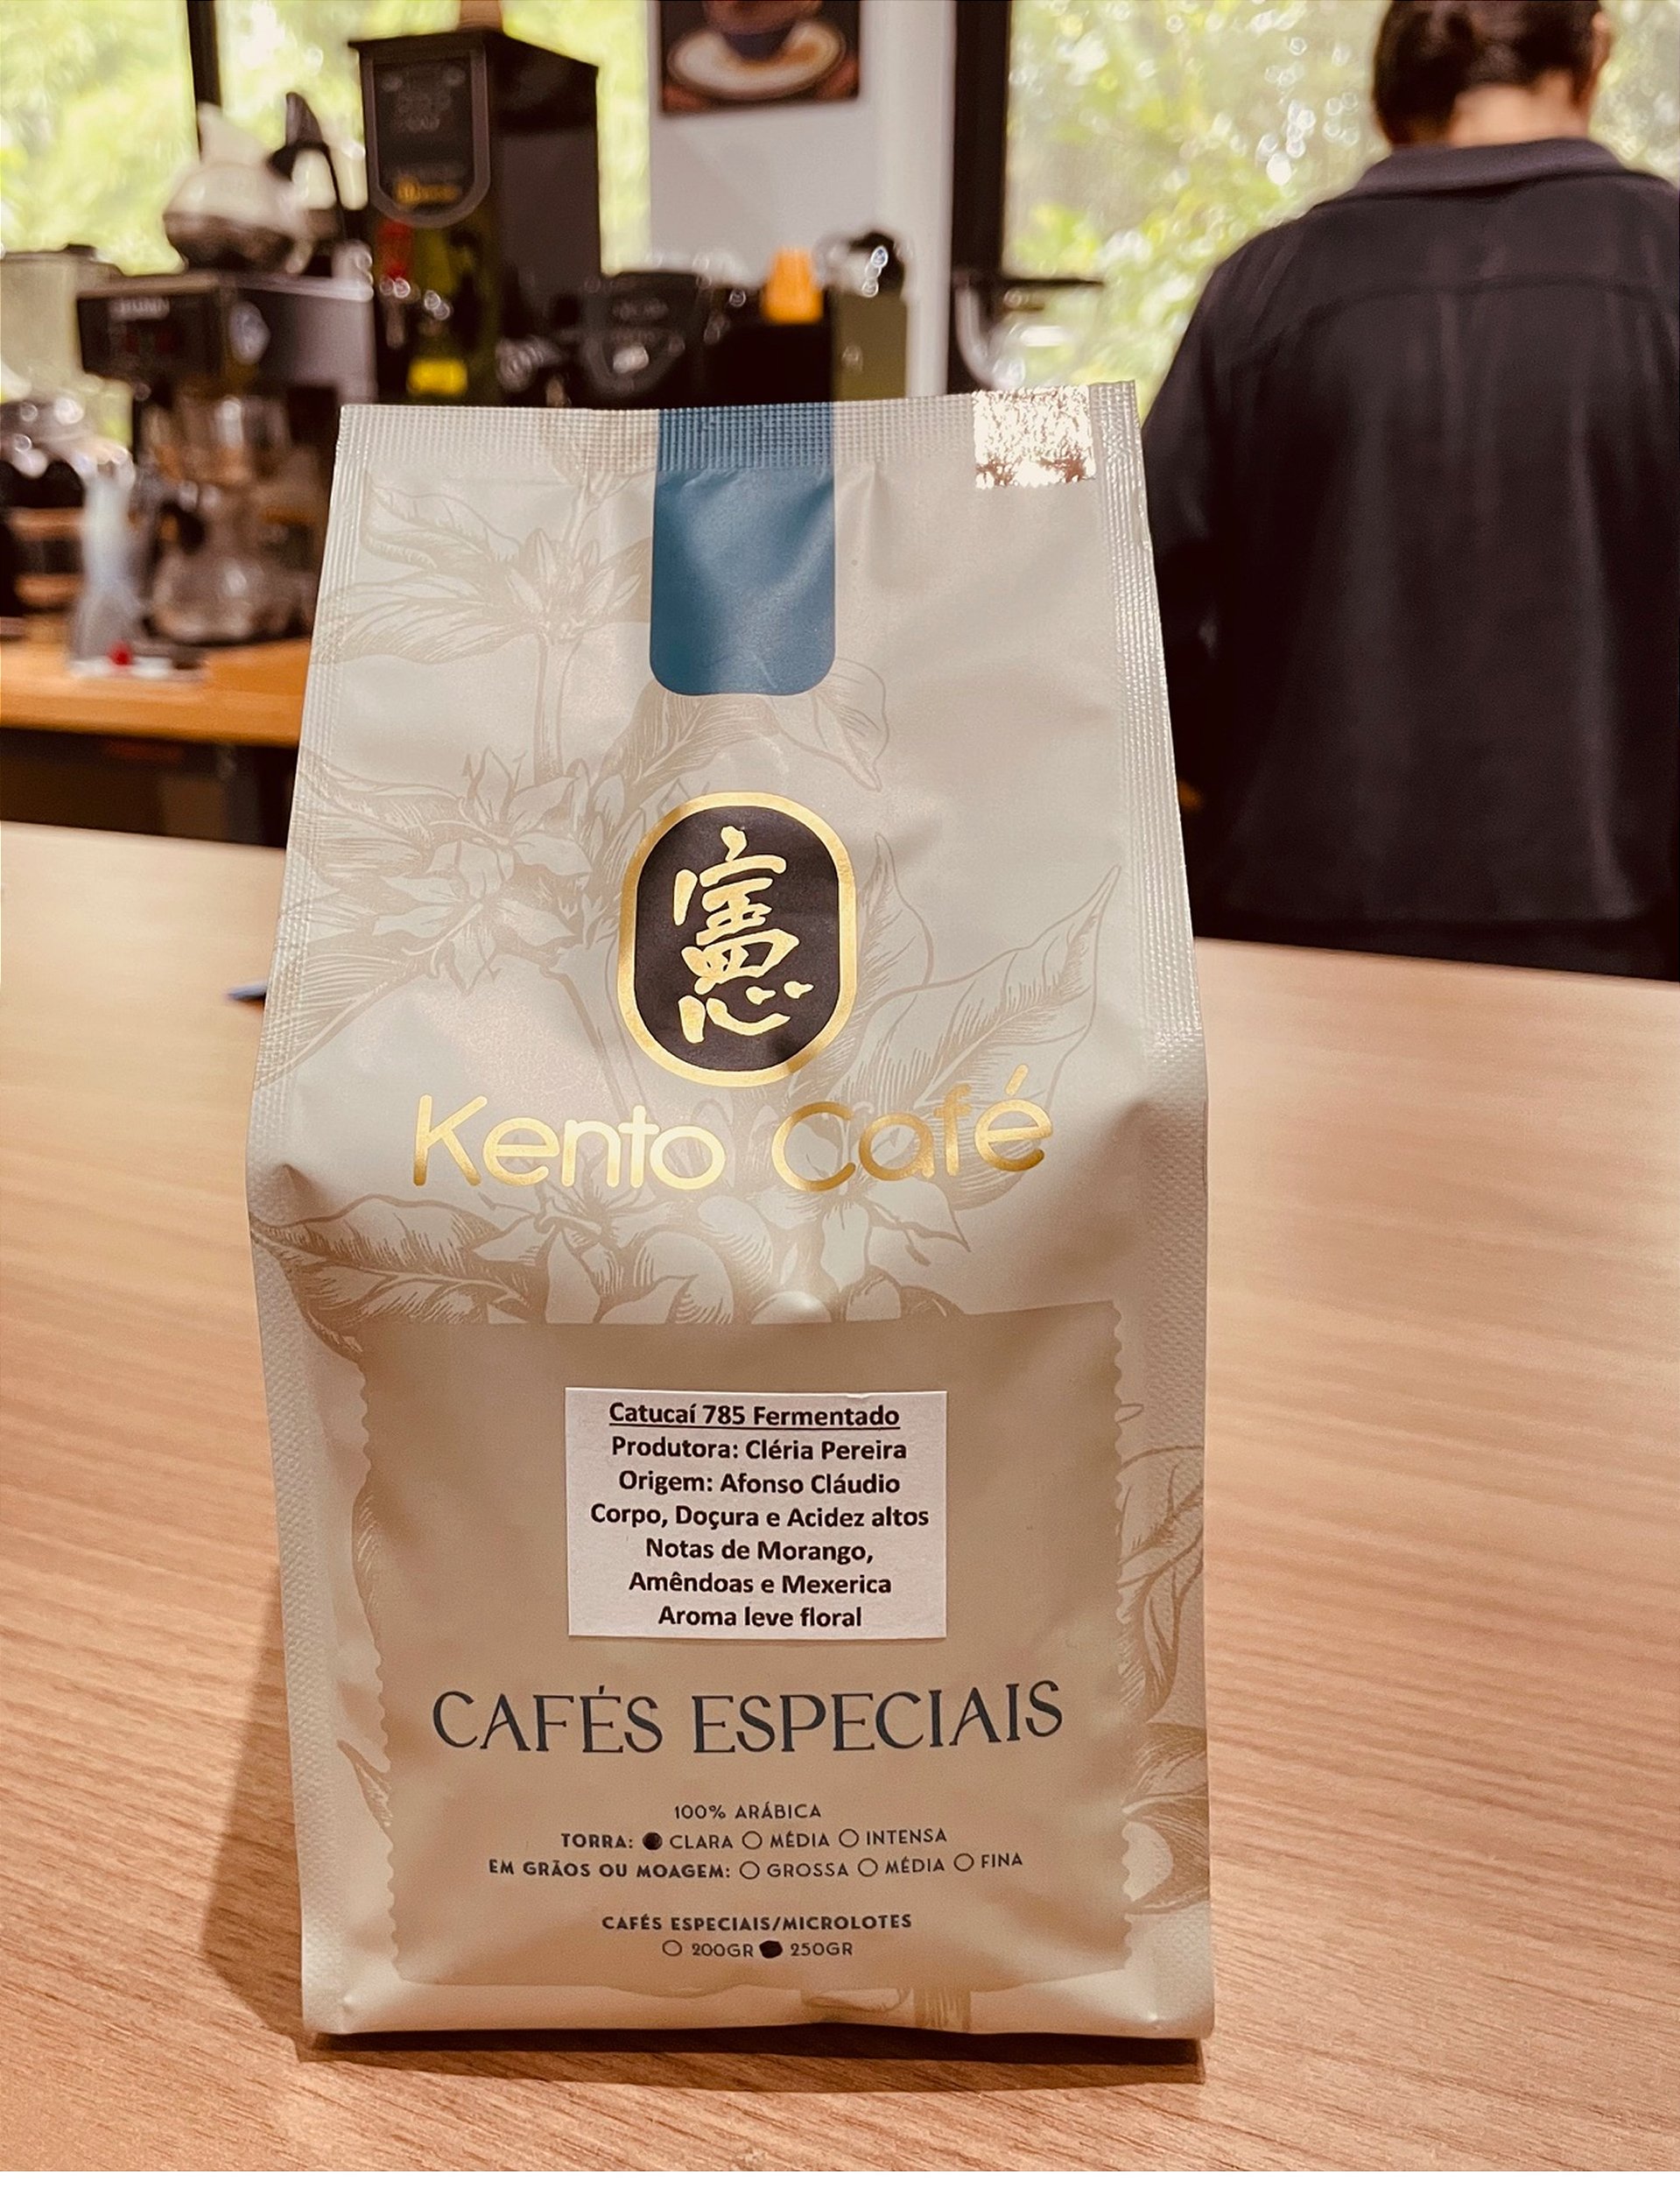 憲
Kento Café
Catucaí 785 Fermentado
Produtora: Cléria Pereira
Origem: Afonso Cláudio
Corpo, Doçura e Acidez altos
Notas de Morango,
Amêndoas e Mexerica
Aroma leve floral
CAFÉS ESPECIAIS
100% ARÁBICA
TORRA: ● CLARA ○ MÉDIA ○ INTENSA
EM GRÃOS OU MOAGEM: ○ GROSSA ○ MÉDIA ○ FINA
CAFÉS ESPECIAIS/MICROLOTES
○ 200GR ● 250GR